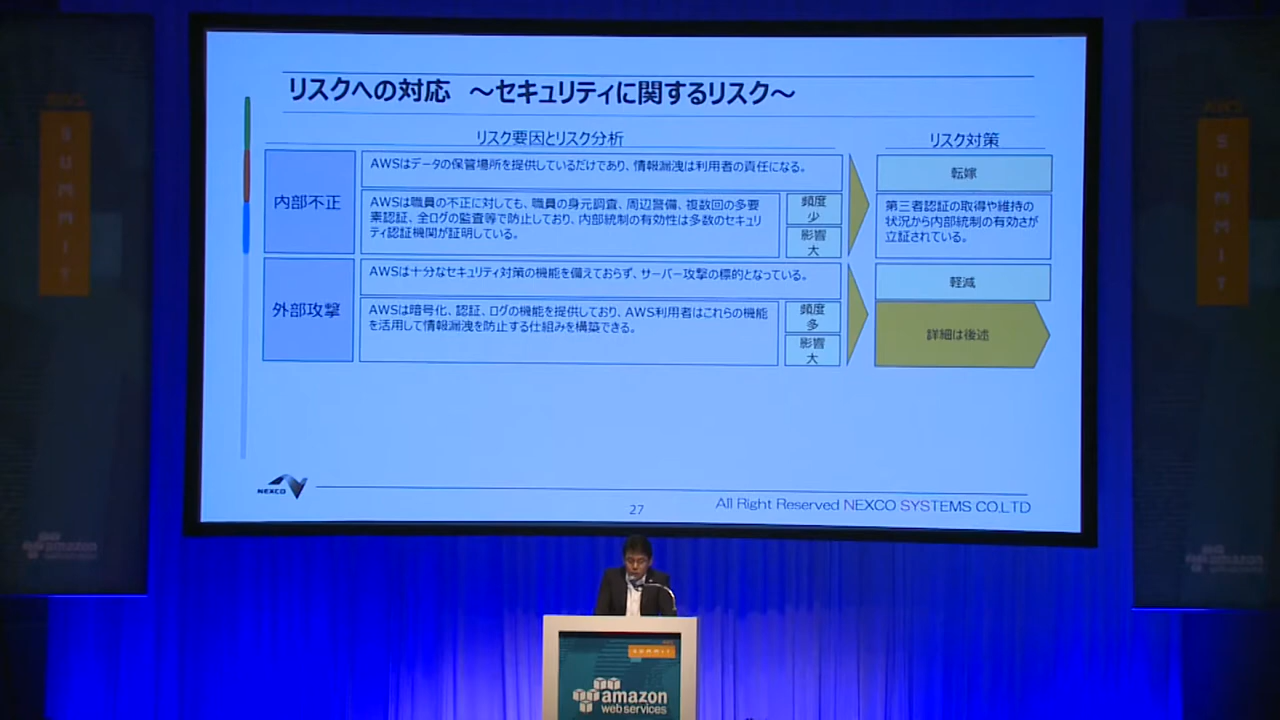 リスクへの対応 ～セキュリティに関するリスク～
リスク要因とリスク分析
リスク対策
内部不正
AWSはデータの保管場所を提供しているだけであり、情報漏洩は利用者の責任になる。
AWSは職員の不正に対しても、職員の身元調査、周辺警備、複数回の多要
素認証、全ログの監査等で防止しており、内部統制の有効性は多数のセキュリ
ティ認証機関が証明している。
頻度
少
影響
大
転嫁
第三者認証の取得や維持の
状況から内部統制の有効さが
立証されている。
外部攻撃
AWSは十分なセキュリティ対策の機能を備えておらず、サーバー攻撃の標的となっている。
AWSは暗号化、認証、ログの機能を提供しており、AWS利用者はこれらの機能
を活用して情報漏洩を防止する仕組みを構築できる。
頻度
多
影響
大
軽減
詳細は後述
NEXCO
27
All Right Reserved NEXCO SYSTEMS CO.LTD
AWS
SUMMIT
amazon
AWS
SUMMIT
amazon
SUMMIT
amazon
web services